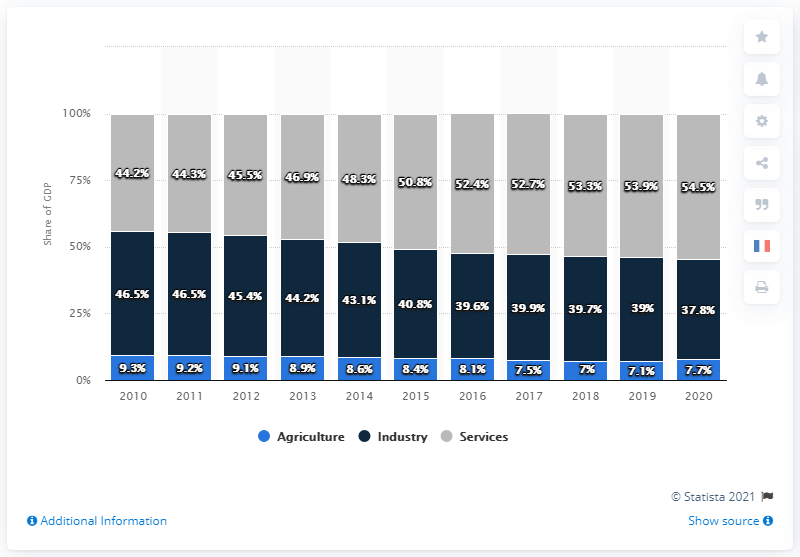 Share of GDP
100%
75%
50%
25%
0%
44.2% 44.3% 45.5% 46.9% 48.3% 50.8% 52.4% 52.7% 53.3% 53.9% 54.5%
46.5% 46.5% 45.4% 44.2% 43.1% 40.8% 39.6% 39.9% 39.7% 39% 37.8%
9.3% 9.2% 9.1% 8.9% 8.6% 8.4% 8.1% 7.5% 7% 7.1% 7.7%
2010 2011 2012 2013 2014 2015 2016 2017 2018 2019 2020
Agriculture Industry Services
© Statista 2021
Additional Information Show source